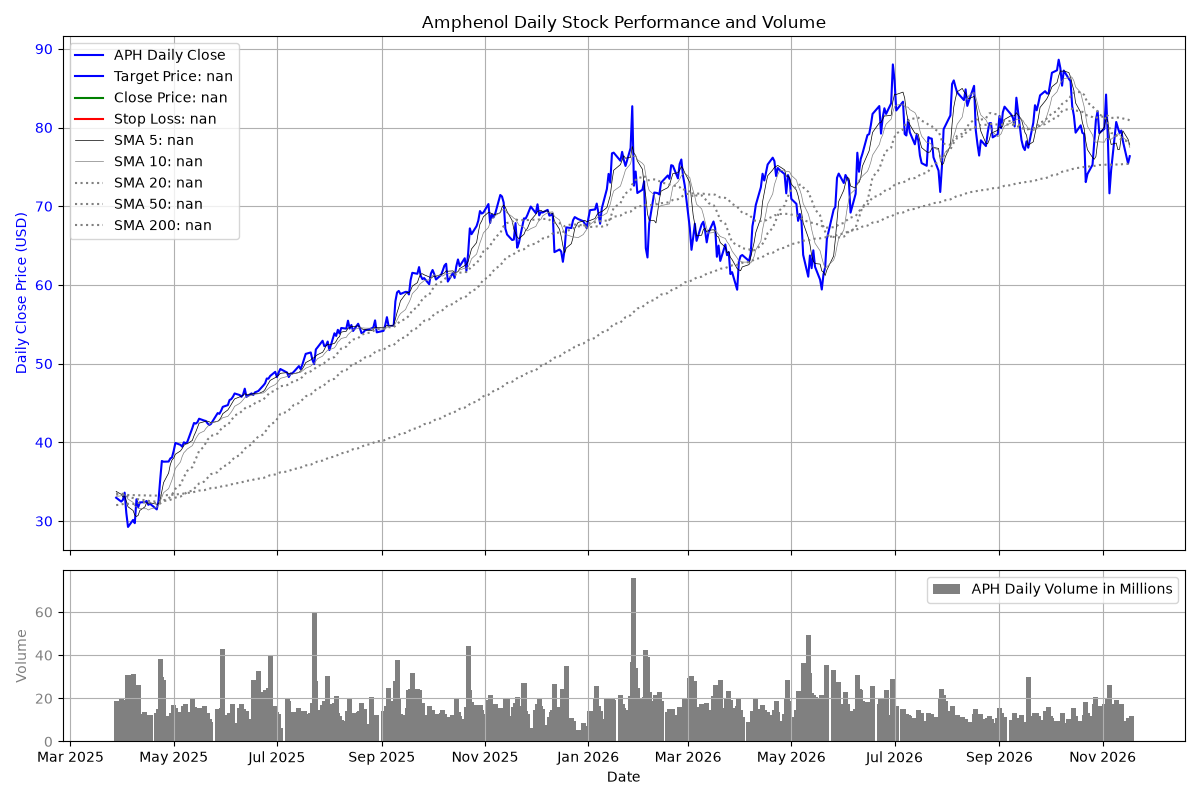 Amphenol Daily Stock Performance and Volume
90
80
70
60
50
40
30
Daily Close Price (USD)
APH Daily Close
Target Price: nan
Close Price: nan
Stop Loss: nan
SMA 5: nan
SMA 10: nan
SMA 20: nan
SMA 50: nan
SMA 200: nan
60
40
20
0
Volume
APH Daily Volume in Millions
Mar 2025 May 2025 Jul 2025 Sep 2025 Nov 2025 Jan 2026 Mar 2026 May 2026 Jul 2026 Sep 2026 Nov 2026
Date